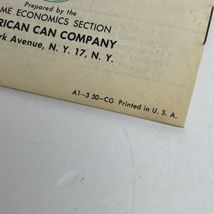 Prepared by the
ME ECONOMICS SECTION
RICAN CAN COMPANY
rk Avenue, N. Y. 17, N. Y.
A1-3 50-CG Printed in U. S. A.